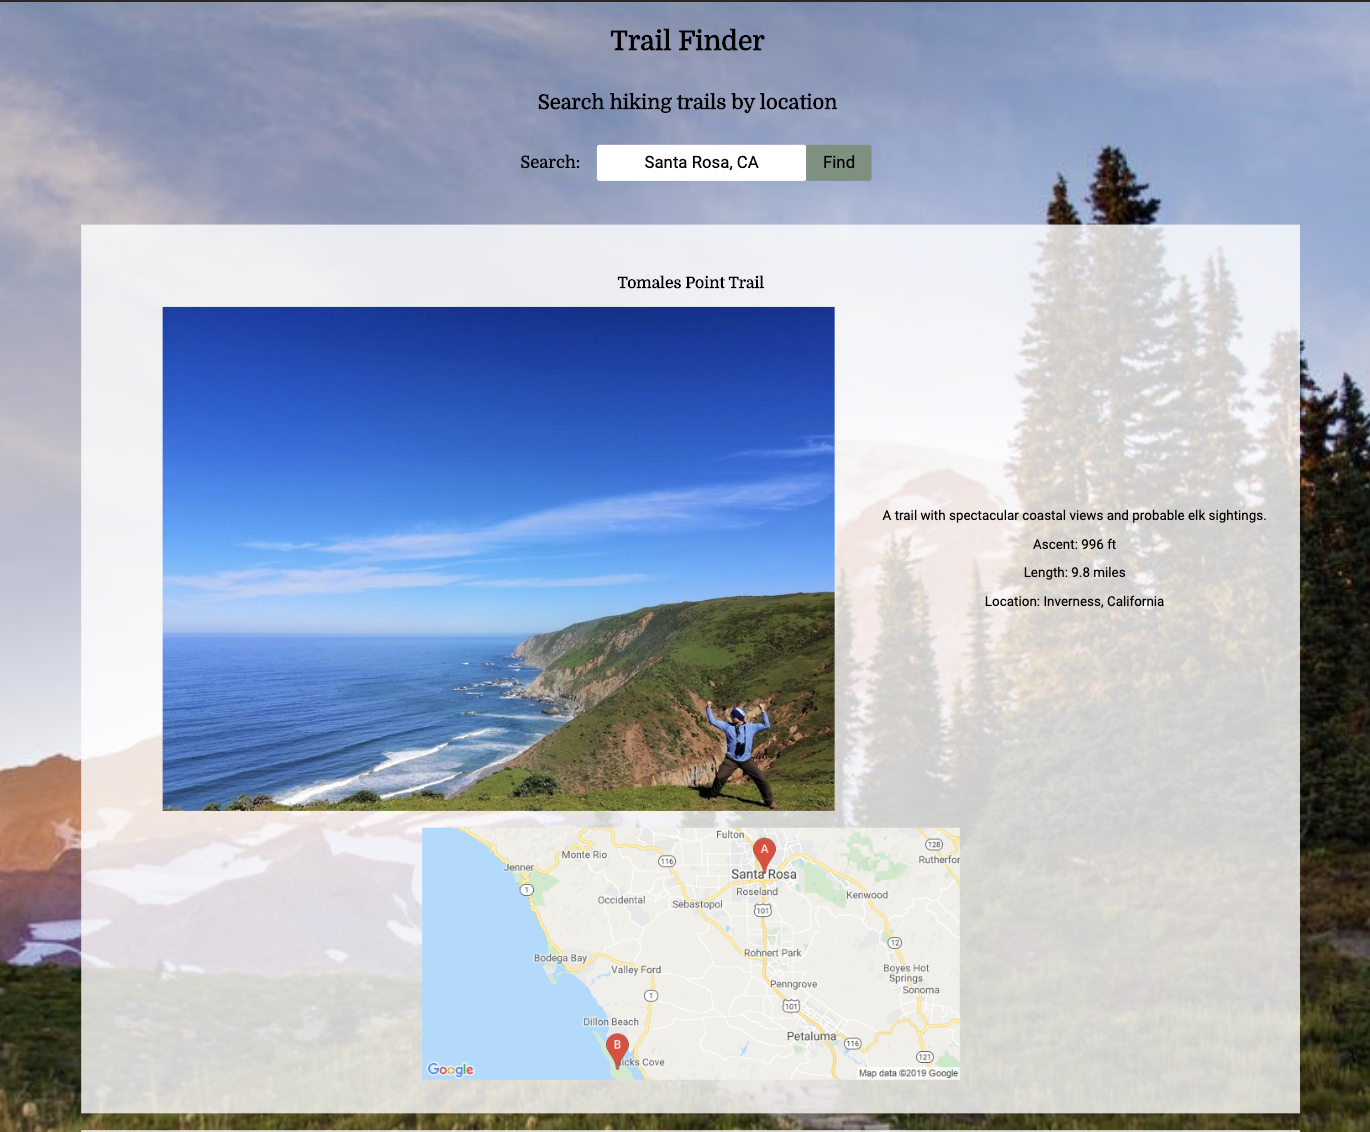 Trail Finder
Search hiking trails by location
Search:
Santa Rosa, CA
Find
Tomales Point Trail
A trail with spectacular coastal views and probable elk sightings.
Ascent: 996 ft
Length: 9.8 miles
Location: Inverness, California
Fulton
A
128
Rutherfor
Monte Rio
116
Jenner
1
Santa Rosa
Roseland
Kenwood
Occidental
Sebastopol
101
12
Rohnert Park
Bodega Bay
Valley Ford
Boyes Hot
Springs
Penngrove
Sonoma
1
101
Dillon Beach
Petaluma
116
B
icks Cove
121
Google
Map data ©2019 Google